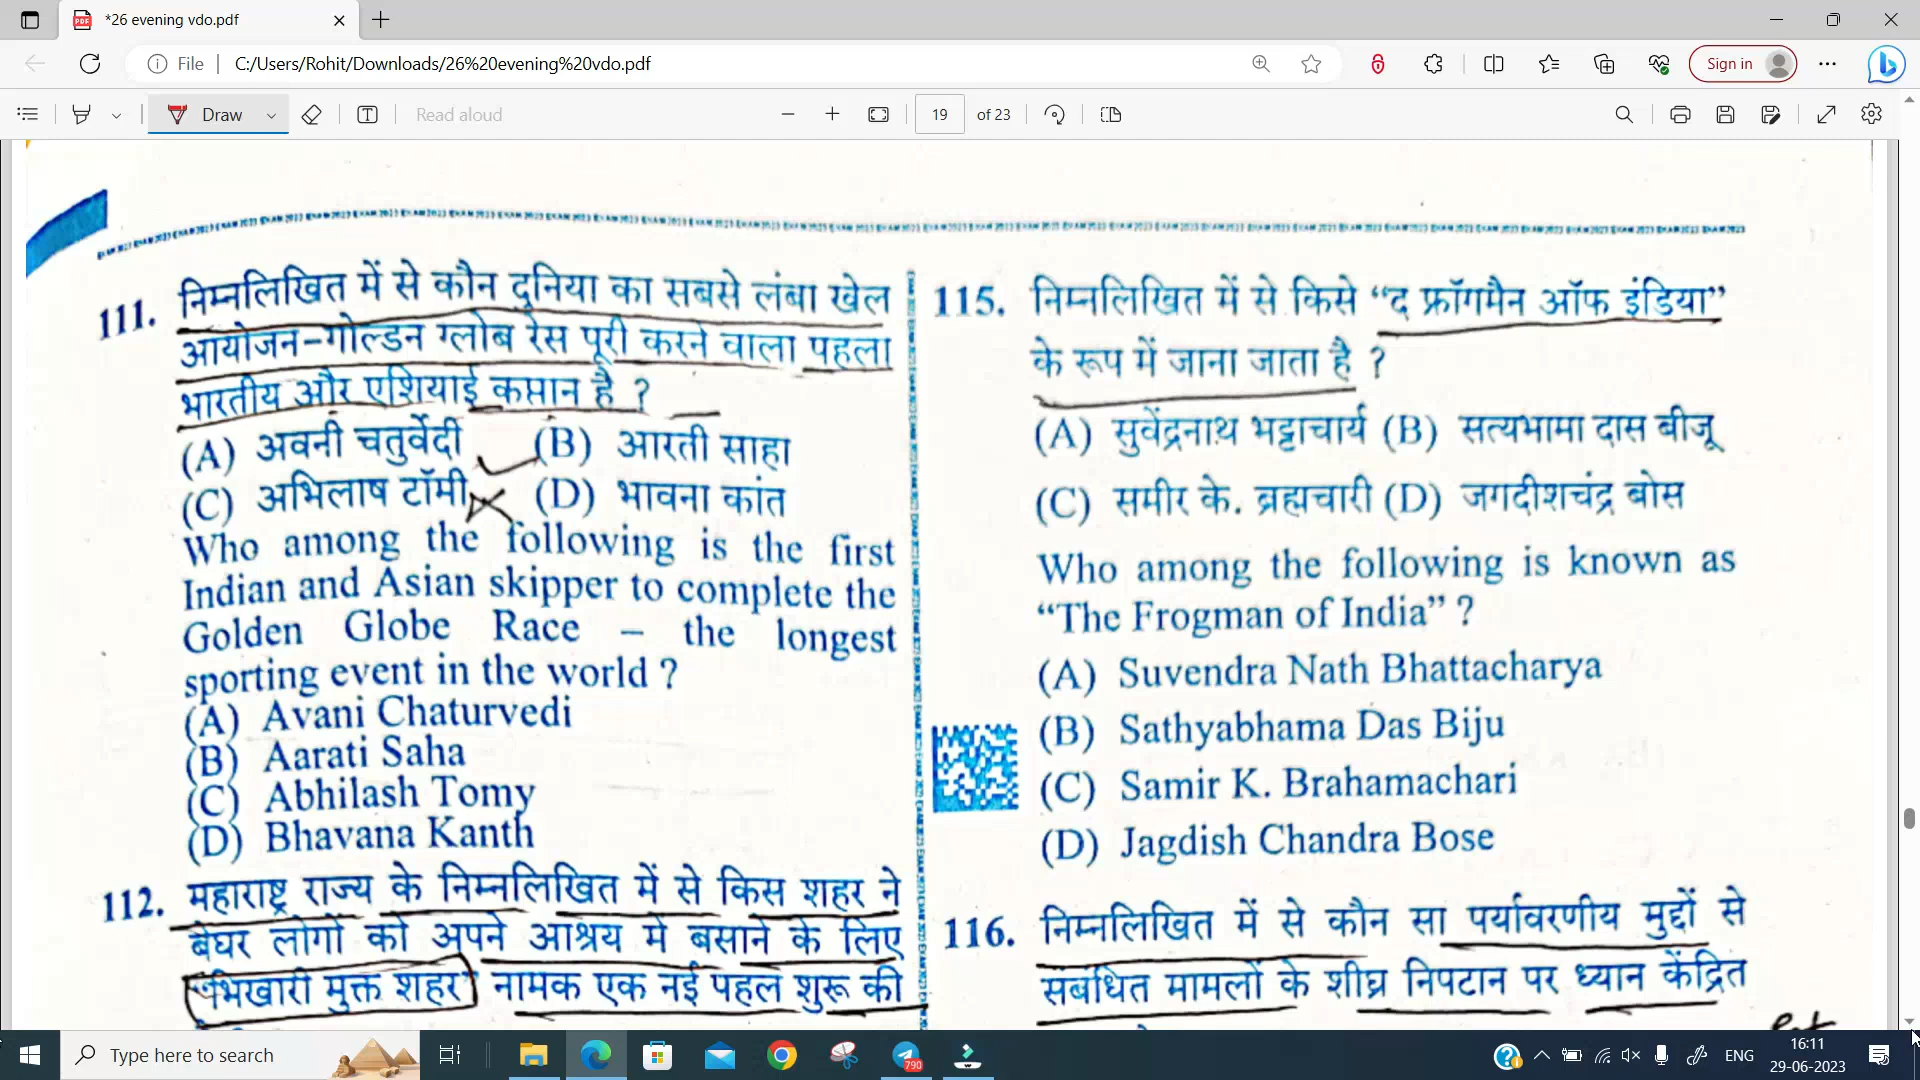 *26 evening vdo.pdf
File
C:/Users/Rohit/Downloads/26%20evening%20vdo.pdf
Sign in
Draw
Read aloud
19
of 23
111. निम्नलिखित में से कौन दुनिया का सबसे लंबा खेल
आयोजन-गोल्डन ग्लोब रेस पूरी करने वाला पहला
भारतीय और एशियाई कप्तान है ?
(A) अवनी चतुर्वेदी (B) आरती साहा
(C) अभिलाष टॉमी (D) भावना कांत
Who among the following is the first
Indian and Asian skipper to complete the
Golden Globe Race – the longest
sporting event in the world ?
(A) Avani Chaturvedi
(B) Aarati Saha
(C) Abhilash Tomy
(D) Bhavana Kanth
112. महाराष्ट्र राज्य के निम्नलिखित में से किस शहर ने
बेघर लोगों को अपने आश्रय में बसाने के लिए
'भिखारी मुक्त शहर' नामक एक नई पहल शुरू की
115. निम्नलिखित में से किसे “द फ्रॉगमैन ऑफ इंडिया”
के रूप में जाना जाता है ?
(A) सुवेंद्रनाथ भट्टाचार्य (B) सत्यभामा दास बीजू
(C) समीर के. ब्रह्मचारी (D) जगदीशचंद्र बोस
Who among the following is known as
“The Frogman of India” ?
(A) Suvendra Nath Bhattacharya
(B) Sathyabhama Das Biju
(C) Samir K. Brahamachari
(D) Jagdish Chandra Bose
116. निम्नलिखित में से कौन सा पर्यावरणीय मुद्दों से
संबंधित मामलों के शीघ्र निपटान पर ध्यान केंद्रित
Type here to search
790
ENG
16:11
29-06-2023